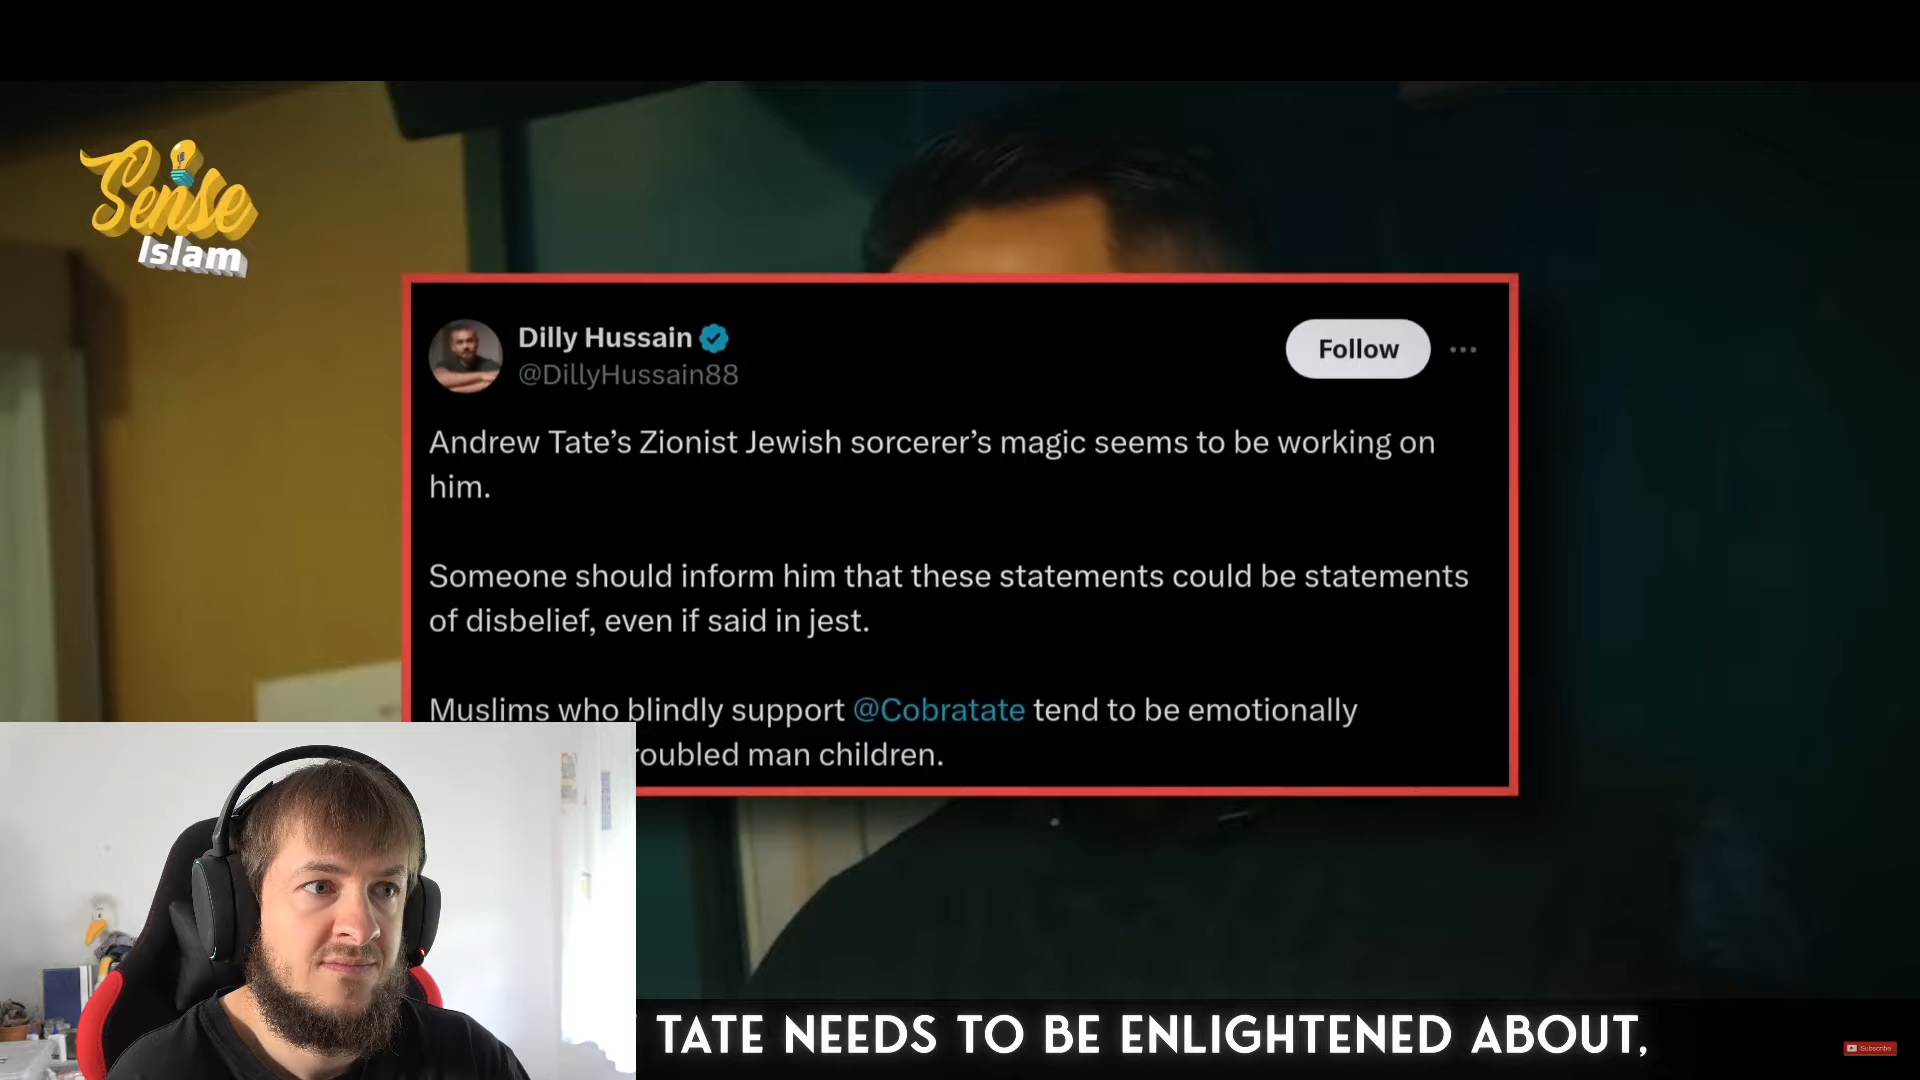 Sense
Islam
Dilly Hussain
@DillyHussain88
Follow
Andrew Tate’s Zionist Jewish sorcerer’s magic seems to be working on
him.
Someone should inform him that these statements could be statements
of disbelief, even if said in jest.
Muslims who blindly support @Cobratate tend to be emotionally
roubled man children.
TATE NEEDS TO BE ENLIGHTENED ABOUT,
Subscribe